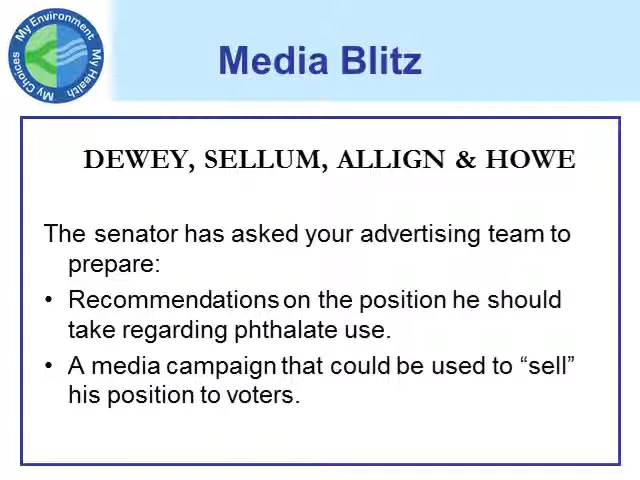 My Environment
My Health
My Choices
Media Blitz
DEWEY, SELLUM, ALLIGN & HOWE
The senator has asked your advertising team to
prepare:
• Recommendations on the position he should
take regarding phthalate use.
• A media campaign that could be used to “sell”
his position to voters.